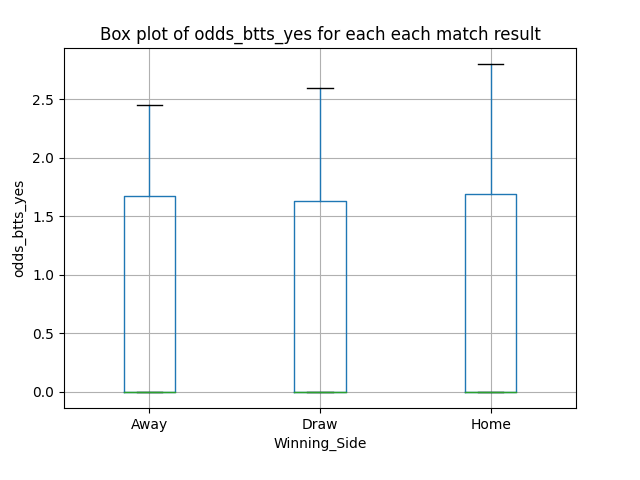 Box plot of odds_btts_yes for each each match result
odds_btts_yes
2.5
2.0
1.5
1.0
0.5
0.0
Away
Draw
Home
Winning_Side